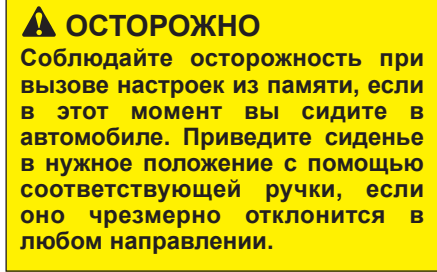 ОСТОРОЖНО
Соблюдайте осторожность при
вызове настроек из памяти, если
в этот момент вы сидите в
автомобиле. Приведите сиденье
в нужное положение с помощью
соответствующей ручки, если
оно чрезмерно отклонится в
любом направлении.